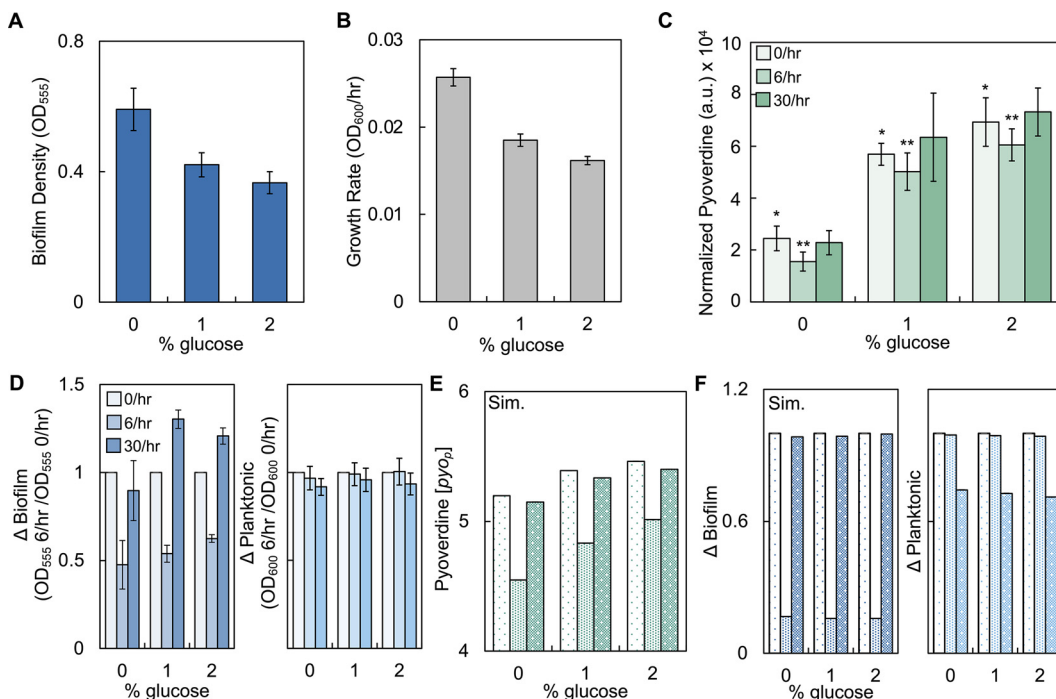 A
Biofilm Density (OD555)
0.8
0.4
0
0 1 2
% glucose
B
Growth Rate (OD600/hr)
0.03
0.02
0.01
0.00
0 1 2
% glucose
C
Normalized Pyoverdine (a.u.) x 10⁴
10
8
6
4
2
0
0/hr
6/hr
30/hr
* ** * ** * **
0 1 2
% glucose
D
Δ Biofilm
(OD555 6/hr /OD555 0/hr)
1.5
1
0.5
0
0/hr
6/hr
30/hr
0 1 2
% glucose
Δ Planktonic
(OD600 6/hr /OD600 0/hr)
0 1 2
E
Pyoverdine [pyop]
6
5
4
Sim.
0 1 2
% glucose
F
Δ Biofilm
1.2
0.6
0
Sim.
0 1 2
% glucose
Δ Planktonic
0 1 2